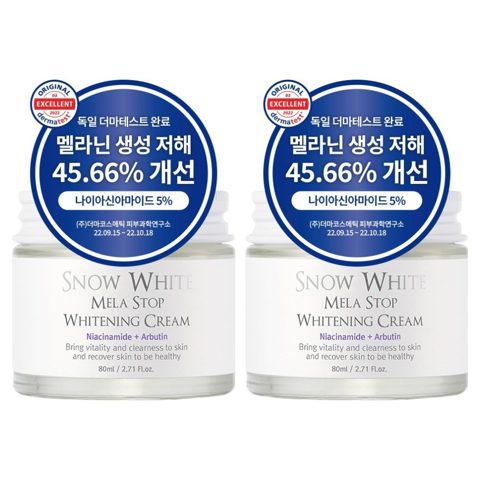 ORIGINAL
03
EXCELLENT
2022
dermatest®
독일 더마테스트 완료
멜라닌 생성 저해
45.66% 개선
나이아신아마이드 5%
(주)더마코스메틱 피부과학연구소
22.09.15 ~ 22.10.18
SNOW WHITE
MELA STOP
WHITENING CREAM
Niacinamide + Arbutin
Bring vitality and clearness to skin
and recover skin to be healthy
80ml / 2.71 Fl.oz.
ORIGINAL
03
EXCELLENT
2022
dermatest®
독일 더마테스트 완료
멜라닌 생성 저해
45.66% 개선
나이아신아마이드 5%
(주)더마코스메틱 피부과학연구소
22.09.15 ~ 22.10.18
SNOW WHITE
MELA STOP
WHITENING CREAM
Niacinamide + Arbutin
Bring vitality and clearness to skin
and recover skin to be healthy
80ml / 2.71 Fl.oz.